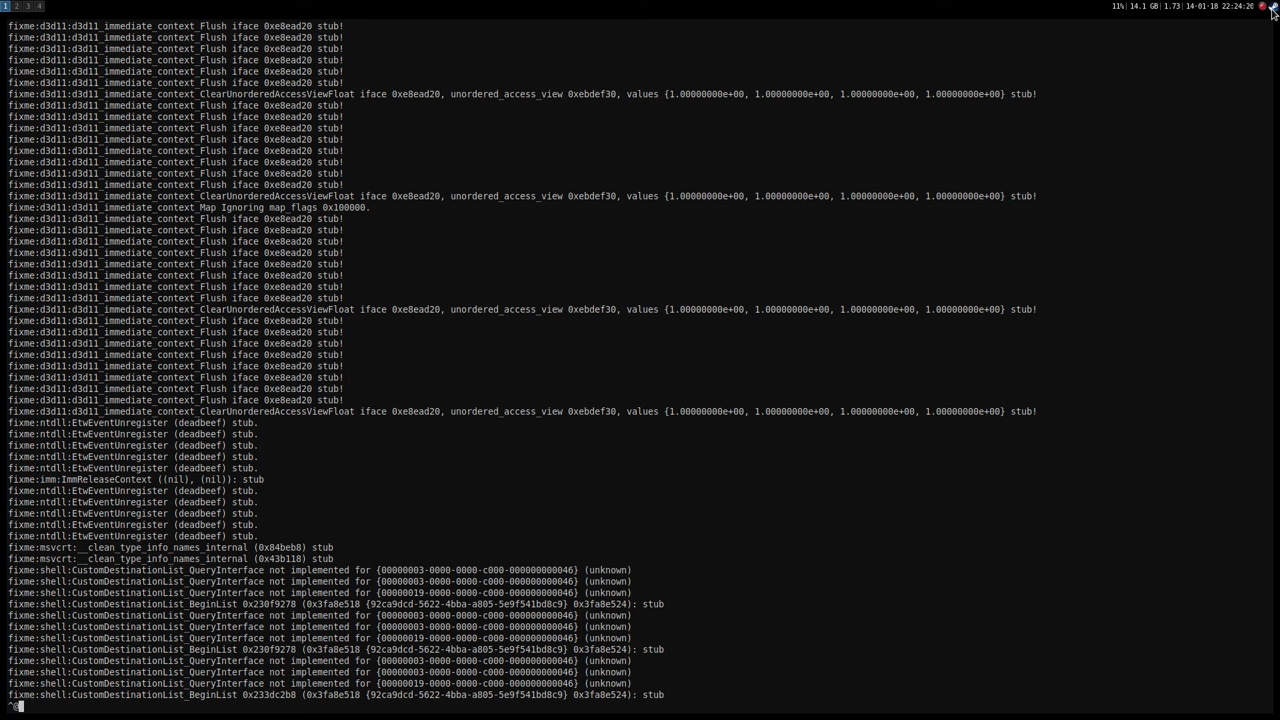 1 2 3 4 11%| 14.1 GB| 1.73| 14-01-18 22:24:20
fixme:d3d11:d3d11_immediate_context_Flush iface 0xe8ead20 stub!
fixme:d3d11:d3d11_immediate_context_Flush iface 0xe8ead20 stub!
fixme:d3d11:d3d11_immediate_context_Flush iface 0xe8ead20 stub!
fixme:d3d11:d3d11_immediate_context_Flush iface 0xe8ead20 stub!
fixme:d3d11:d3d11_immediate_context_Flush iface 0xe8ead20 stub!
fixme:d3d11:d3d11_immediate_context_Flush iface 0xe8ead20 stub!
fixme:d3d11:d3d11_immediate_context_ClearUnorderedAccessViewFloat iface 0xe8ead20, unordered_access_view 0xebdef30, values {1.00000000e+00, 1.00000000e+00, 1.00000000e+00, 1.00000000e+00} stub!
fixme:d3d11:d3d11_immediate_context_Flush iface 0xe8ead20 stub!
fixme:d3d11:d3d11_immediate_context_Flush iface 0xe8ead20 stub!
fixme:d3d11:d3d11_immediate_context_Flush iface 0xe8ead20 stub!
fixme:d3d11:d3d11_immediate_context_Flush iface 0xe8ead20 stub!
fixme:d3d11:d3d11_immediate_context_Flush iface 0xe8ead20 stub!
fixme:d3d11:d3d11_immediate_context_Flush iface 0xe8ead20 stub!
fixme:d3d11:d3d11_immediate_context_Flush iface 0xe8ead20 stub!
fixme:d3d11:d3d11_immediate_context_Flush iface 0xe8ead20 stub!
fixme:d3d11:d3d11_immediate_context_ClearUnorderedAccessViewFloat iface 0xe8ead20, unordered_access_view 0xebdef30, values {1.00000000e+00, 1.00000000e+00, 1.00000000e+00, 1.00000000e+00} stub!
fixme:d3d11:d3d11_immediate_context_Map Ignoring map_flags 0x100000.
fixme:d3d11:d3d11_immediate_context_Flush iface 0xe8ead20 stub!
fixme:d3d11:d3d11_immediate_context_Flush iface 0xe8ead20 stub!
fixme:d3d11:d3d11_immediate_context_Flush iface 0xe8ead20 stub!
fixme:d3d11:d3d11_immediate_context_Flush iface 0xe8ead20 stub!
fixme:d3d11:d3d11_immediate_context_Flush iface 0xe8ead20 stub!
fixme:d3d11:d3d11_immediate_context_Flush iface 0xe8ead20 stub!
fixme:d3d11:d3d11_immediate_context_Flush iface 0xe8ead20 stub!
fixme:d3d11:d3d11_immediate_context_Flush iface 0xe8ead20 stub!
fixme:d3d11:d3d11_immediate_context_ClearUnorderedAccessViewFloat iface 0xe8ead20, unordered_access_view 0xebdef30, values {1.00000000e+00, 1.00000000e+00, 1.00000000e+00, 1.00000000e+00} stub!
fixme:d3d11:d3d11_immediate_context_Flush iface 0xe8ead20 stub!
fixme:d3d11:d3d11_immediate_context_Flush iface 0xe8ead20 stub!
fixme:d3d11:d3d11_immediate_context_Flush iface 0xe8ead20 stub!
fixme:d3d11:d3d11_immediate_context_Flush iface 0xe8ead20 stub!
fixme:d3d11:d3d11_immediate_context_Flush iface 0xe8ead20 stub!
fixme:d3d11:d3d11_immediate_context_Flush iface 0xe8ead20 stub!
fixme:d3d11:d3d11_immediate_context_Flush iface 0xe8ead20 stub!
fixme:d3d11:d3d11_immediate_context_Flush iface 0xe8ead20 stub!
fixme:d3d11:d3d11_immediate_context_ClearUnorderedAccessViewFloat iface 0xe8ead20, unordered_access_view 0xebdef30, values {1.00000000e+00, 1.00000000e+00, 1.00000000e+00, 1.00000000e+00} stub!
fixme:ntdll:EtwEventUnregister (deadbeef) stub.
fixme:ntdll:EtwEventUnregister (deadbeef) stub.
fixme:ntdll:EtwEventUnregister (deadbeef) stub.
fixme:ntdll:EtwEventUnregister (deadbeef) stub.
fixme:ntdll:EtwEventUnregister (deadbeef) stub.
fixme:imm:ImmReleaseContext ((nil), (nil)): stub
fixme:ntdll:EtwEventUnregister (deadbeef) stub.
fixme:ntdll:EtwEventUnregister (deadbeef) stub.
fixme:ntdll:EtwEventUnregister (deadbeef) stub.
fixme:ntdll:EtwEventUnregister (deadbeef) stub.
fixme:ntdll:EtwEventUnregister (deadbeef) stub.
fixme:msvcrt:__clean_type_info_names_internal (0x84beb8) stub
fixme:msvcrt:__clean_type_info_names_internal (0x43b118) stub
fixme:shell:CustomDestinationList_QueryInterface not implemented for {00000003-0000-0000-c000-000000000046} (unknown)
fixme:shell:CustomDestinationList_QueryInterface not implemented for {00000003-0000-0000-c000-000000000046} (unknown)
fixme:shell:CustomDestinationList_QueryInterface not implemented for {00000019-0000-0000-c000-000000000046} (unknown)
fixme:shell:CustomDestinationList_BeginList 0x230f9278 (0x3fa8e518 {92ca9dcd-5622-4bba-a805-5e9f541bd8c9} 0x3fa8e524): stub
fixme:shell:CustomDestinationList_QueryInterface not implemented for {00000003-0000-0000-c000-000000000046} (unknown)
fixme:shell:CustomDestinationList_QueryInterface not implemented for {00000003-0000-0000-c000-000000000046} (unknown)
fixme:shell:CustomDestinationList_QueryInterface not implemented for {00000019-0000-0000-c000-000000000046} (unknown)
fixme:shell:CustomDestinationList_BeginList 0x230f9278 (0x3fa8e518 {92ca9dcd-5622-4bba-a805-5e9f541bd8c9} 0x3fa8e524): stub
fixme:shell:CustomDestinationList_QueryInterface not implemented for {00000003-0000-0000-c000-000000000046} (unknown)
fixme:shell:CustomDestinationList_QueryInterface not implemented for {00000003-0000-0000-c000-000000000046} (unknown)
fixme:shell:CustomDestinationList_QueryInterface not implemented for {00000019-0000-0000-c000-000000000046} (unknown)
fixme:shell:CustomDestinationList_BeginList 0x233dc2b8 (0x3fa8e518 {92ca9dcd-5622-4bba-a805-5e9f541bd8c9} 0x3fa8e524): stub
^@